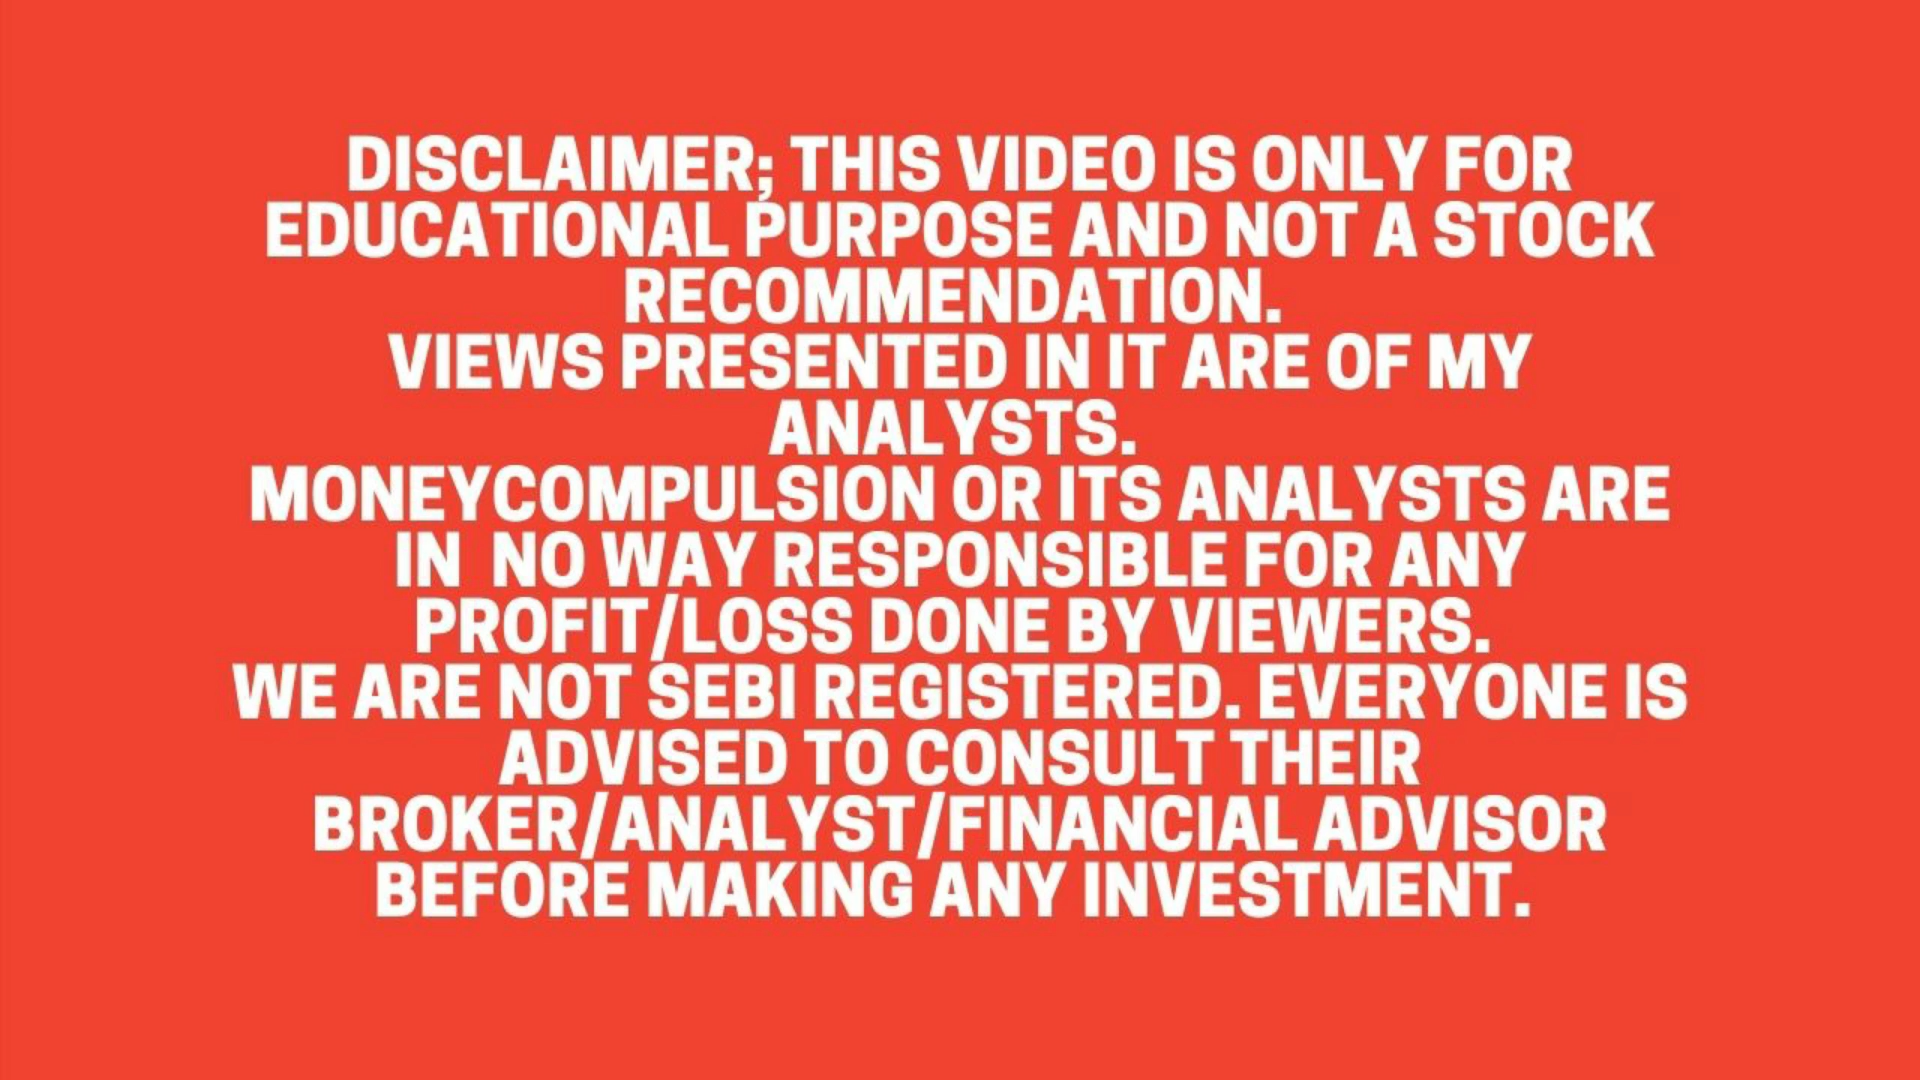 DISCLAIMER; THIS VIDEO IS ONLY FOR
EDUCATIONAL PURPOSE AND NOT A STOCK
RECOMMENDATION.
VIEWS PRESENTED IN IT ARE OF MY
ANALYSTS.
MONEYCOMPULSION OR ITS ANALYSTS ARE
IN  NO WAY RESPONSIBLE FOR ANY
PROFIT/LOSS DONE BY VIEWERS.
WE ARE NOT SEBI REGISTERED. EVERYONE IS
ADVISED TO CONSULT THEIR
BROKER/ANALYST/FINANCIAL ADVISOR
BEFORE MAKING ANY INVESTMENT.